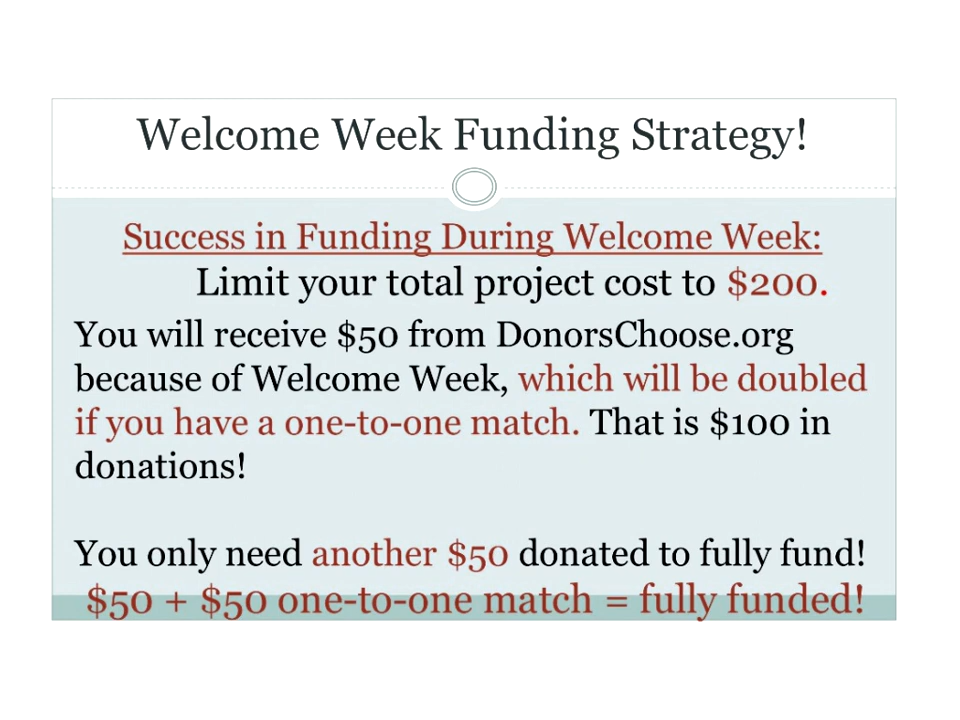 Welcome Week Funding Strategy!
Success in Funding During Welcome Week:
Limit your total project cost to $200.
You will receive $50 from DonorsChoose.org
because of Welcome Week, which will be doubled
if you have a one-to-one match. That is $100 in
donations!
You only need another $50 donated to fully fund!
$50 + $50 one-to-one match = fully funded!